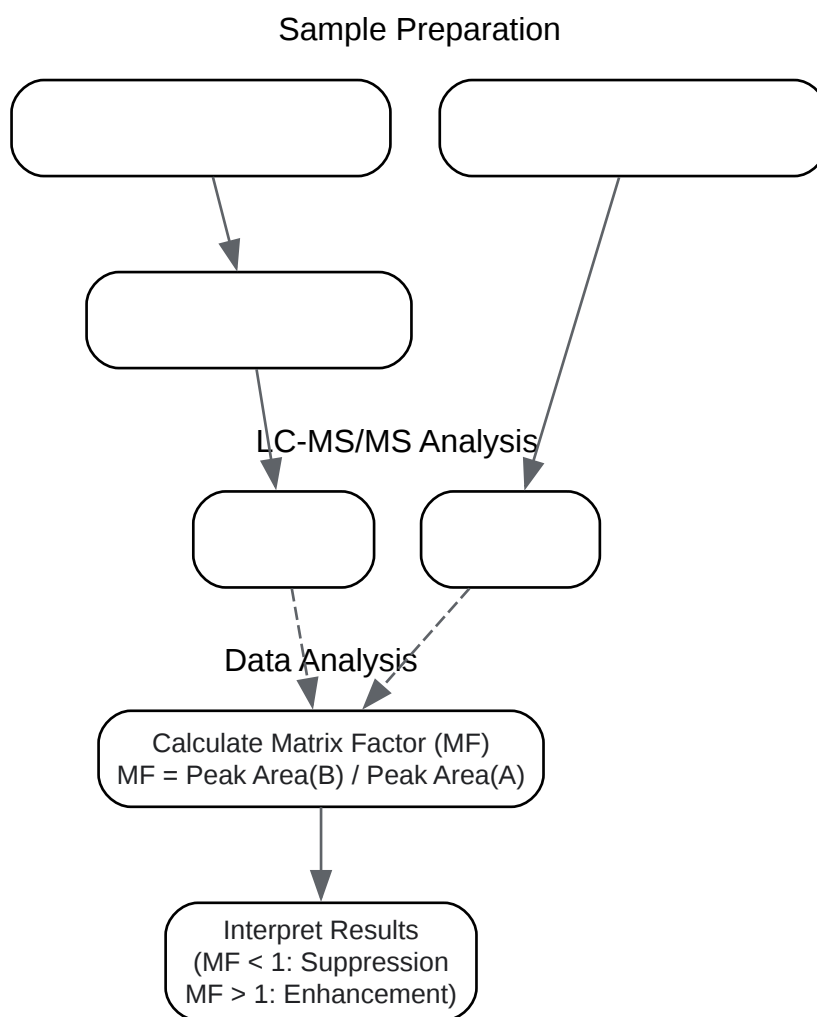 Sample Preparation
LC-MS/MS Analysis
Data Analysis
Calculate Matrix Factor (MF)
MF = Peak Area(B) / Peak Area(A)
Interpret Results
(MF < 1: Suppression
MF > 1: Enhancement)